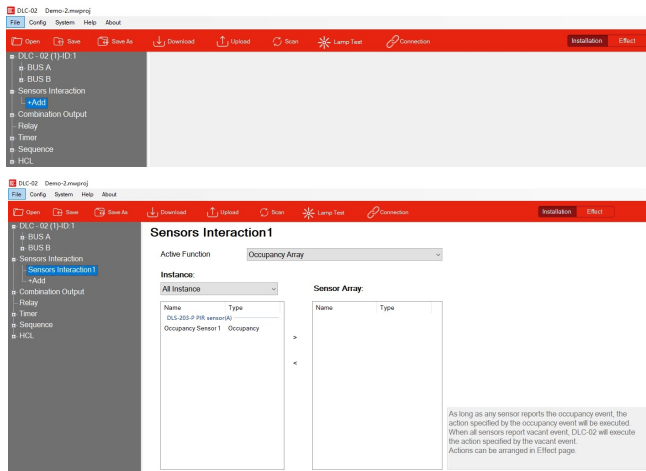 DLC-02 Demo-2.mwproj
File Config System Help About
Open Save Save As Download Upload Scan Lamp Test Connection Installation Effect
DLC - 02 (1)-ID:1
BUS A
BUS B
Sensors Interaction
+Add
Combination Output
Relay
Timer
Sequence
HCL
DLC-02 Demo-2.mwproj
File Config System Help About
Open Save Save As Download Upload Scan Lamp Test Connection Installation Effect
DLC - 02 (1)-ID:1
BUS A
BUS B
Sensors Interaction
Sensors Interaction1
+Add
Combination Output
Relay
Timer
Sequence
HCL
Sensors Interaction1
Active Function Occupancy Array
Instance:
All Instance Sensor Array:
Name Type Name Type
DLS-203-P PIR sensor(A)
Occupancy Sensor 1 Occupancy
>
<
As long as any sensor reports the occupancy event, the
action specified by the occupancy event will be executed.
When all sensors report vacant event, DLC-02 will execute
the action specified by the vacant event.
Actions can be arranged in Effect page.